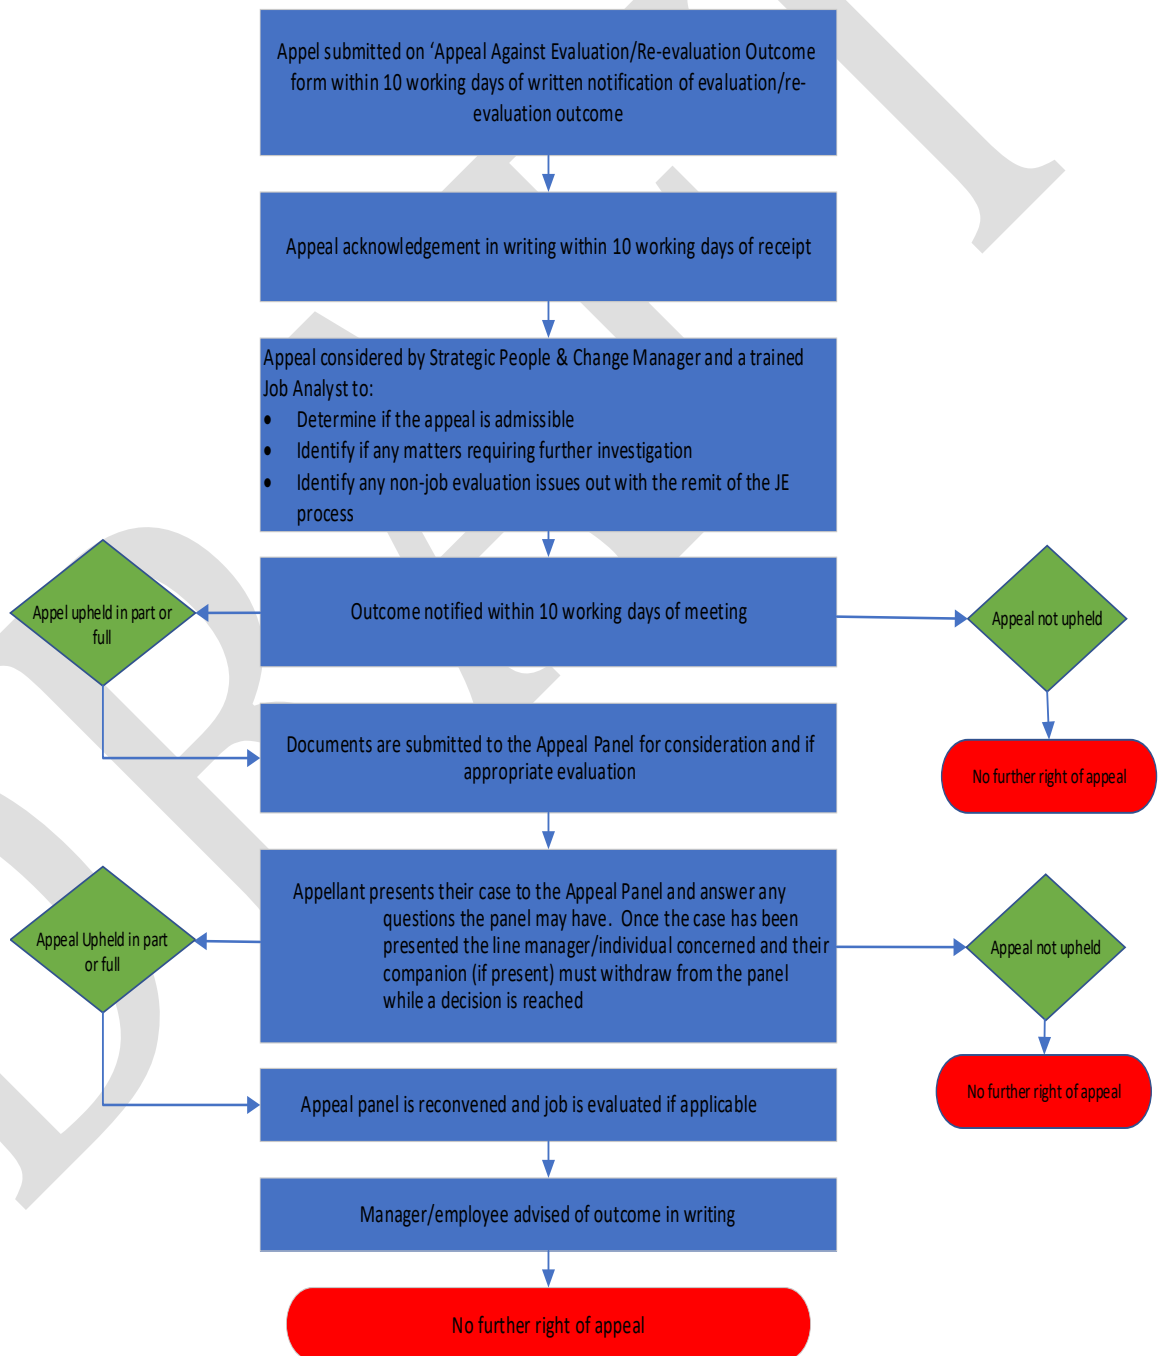 Appel submitted on ‘Appeal Against Evaluation/Re-evaluation Outcome
form within 10 working days of written notification of evaluation/re-
evaluation outcome
Appeal acknowledgement in writing within 10 working days of receipt
Appeal considered by Strategic People & Change Manager and a trained
Job Analyst to:
• Determine if the appeal is admissible
• Identify if any matters requiring further investigation
• Identify any non-job evaluation issues out with the remit of the JE
process
Appel upheld in part or
full
Outcome notified within 10 working days of meeting
Appeal not upheld
Documents are submitted to the Appeal Panel for consideration and if
appropriate evaluation
No further right of appeal
Appeal Upheld in part
or full
Appellant presents their case to the Appeal Panel and answer any
questions the panel may have. Once the case has been
presented the line manager/individual concerned and their
companion (if present) must withdraw from the panel
while a decision is reached
Appeal not upheld
No further right of appeal
Appeal panel is reconvened and job is evaluated if applicable
Manager/employee advised of outcome in writing
No further right of appeal
DRAFT